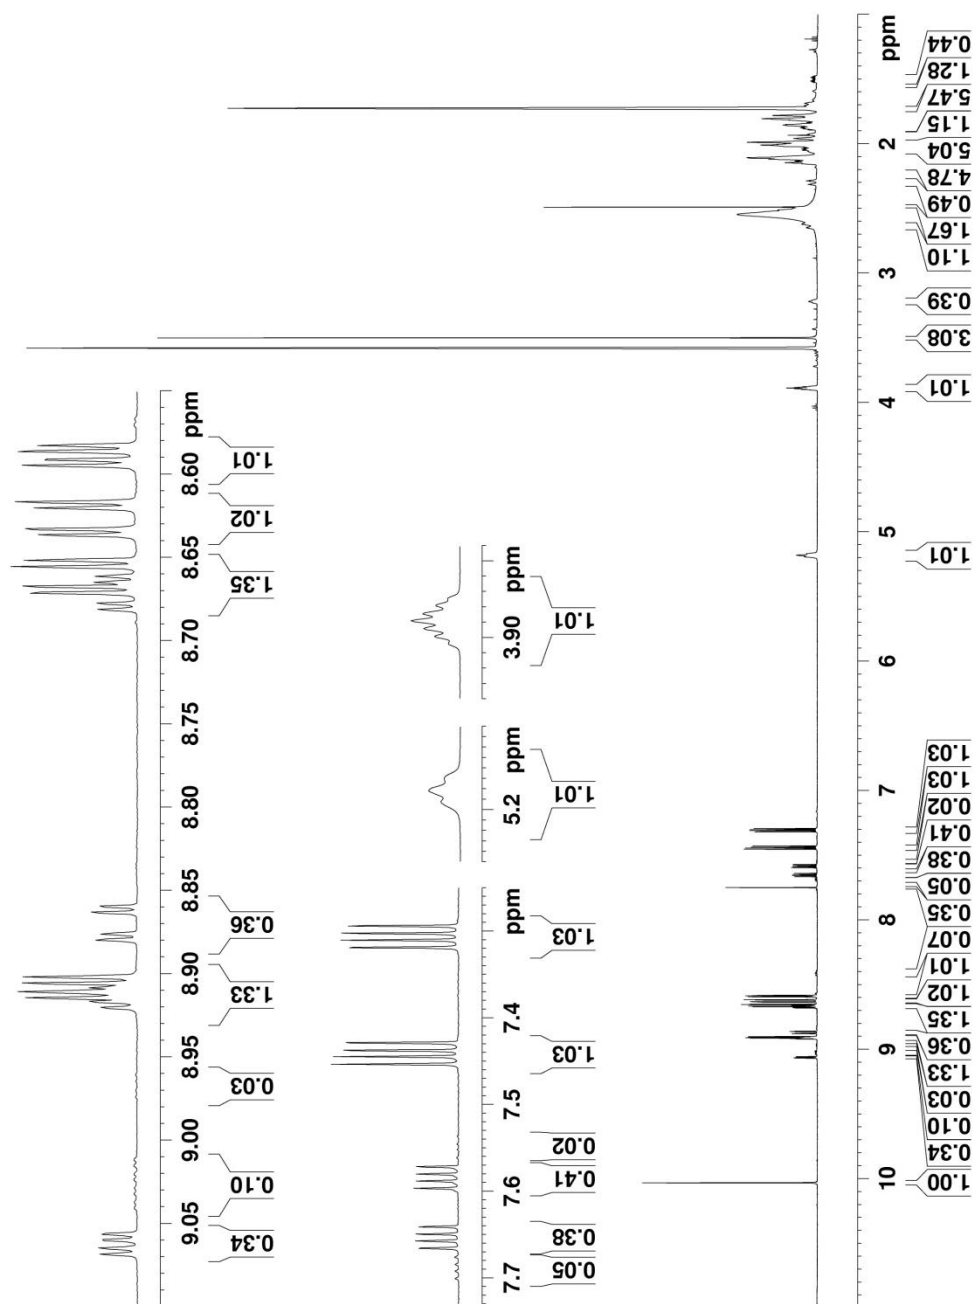 9.05 9.00 8.95 8.90 8.85 8.80 8.75 8.70 8.65 8.60 ppm
0.34 0.10 0.03 1.33 0.36 1.35 1.02 1.01
7.7 7.6 7.5 7.4 ppm 5.2 ppm 3.90 ppm
0.05 0.38 0.41 0.02 1.03 1.03 1.01 1.01
10 9 8 7 6 5 4 3 2 ppm
1.00 0.34 0.10 0.03 1.33 0.36 1.35 1.02 1.01 0.07 0.35 0.05 0.38 0.41 0.02 1.03 1.03 1.01 1.01 3.08 0.39 1.10 1.67 0.49 4.78 5.04 1.15 5.47 1.28 0.44